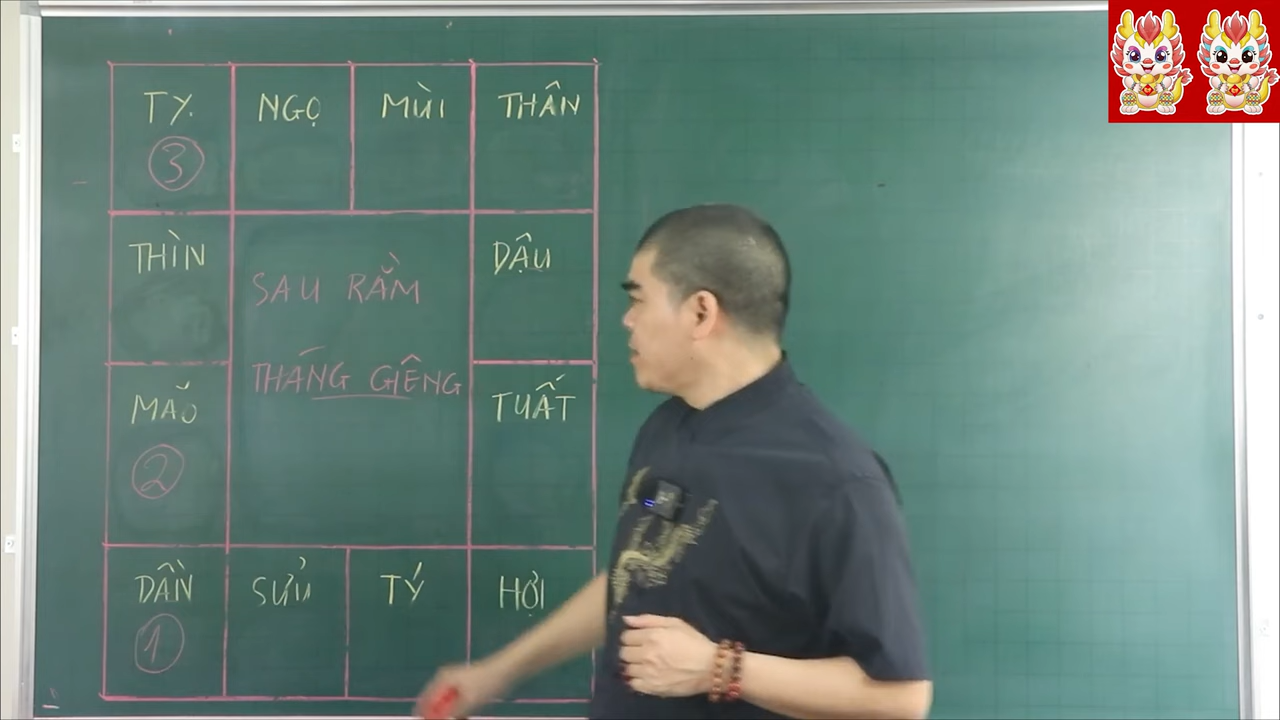 TỴ NGỌ MÙI THÂN
3
THÌN DẬU
SAU RẰM
THÁNG GIÊNG
MÃO TUẤT
2
DẦN SỬU TÝ HỢI
1